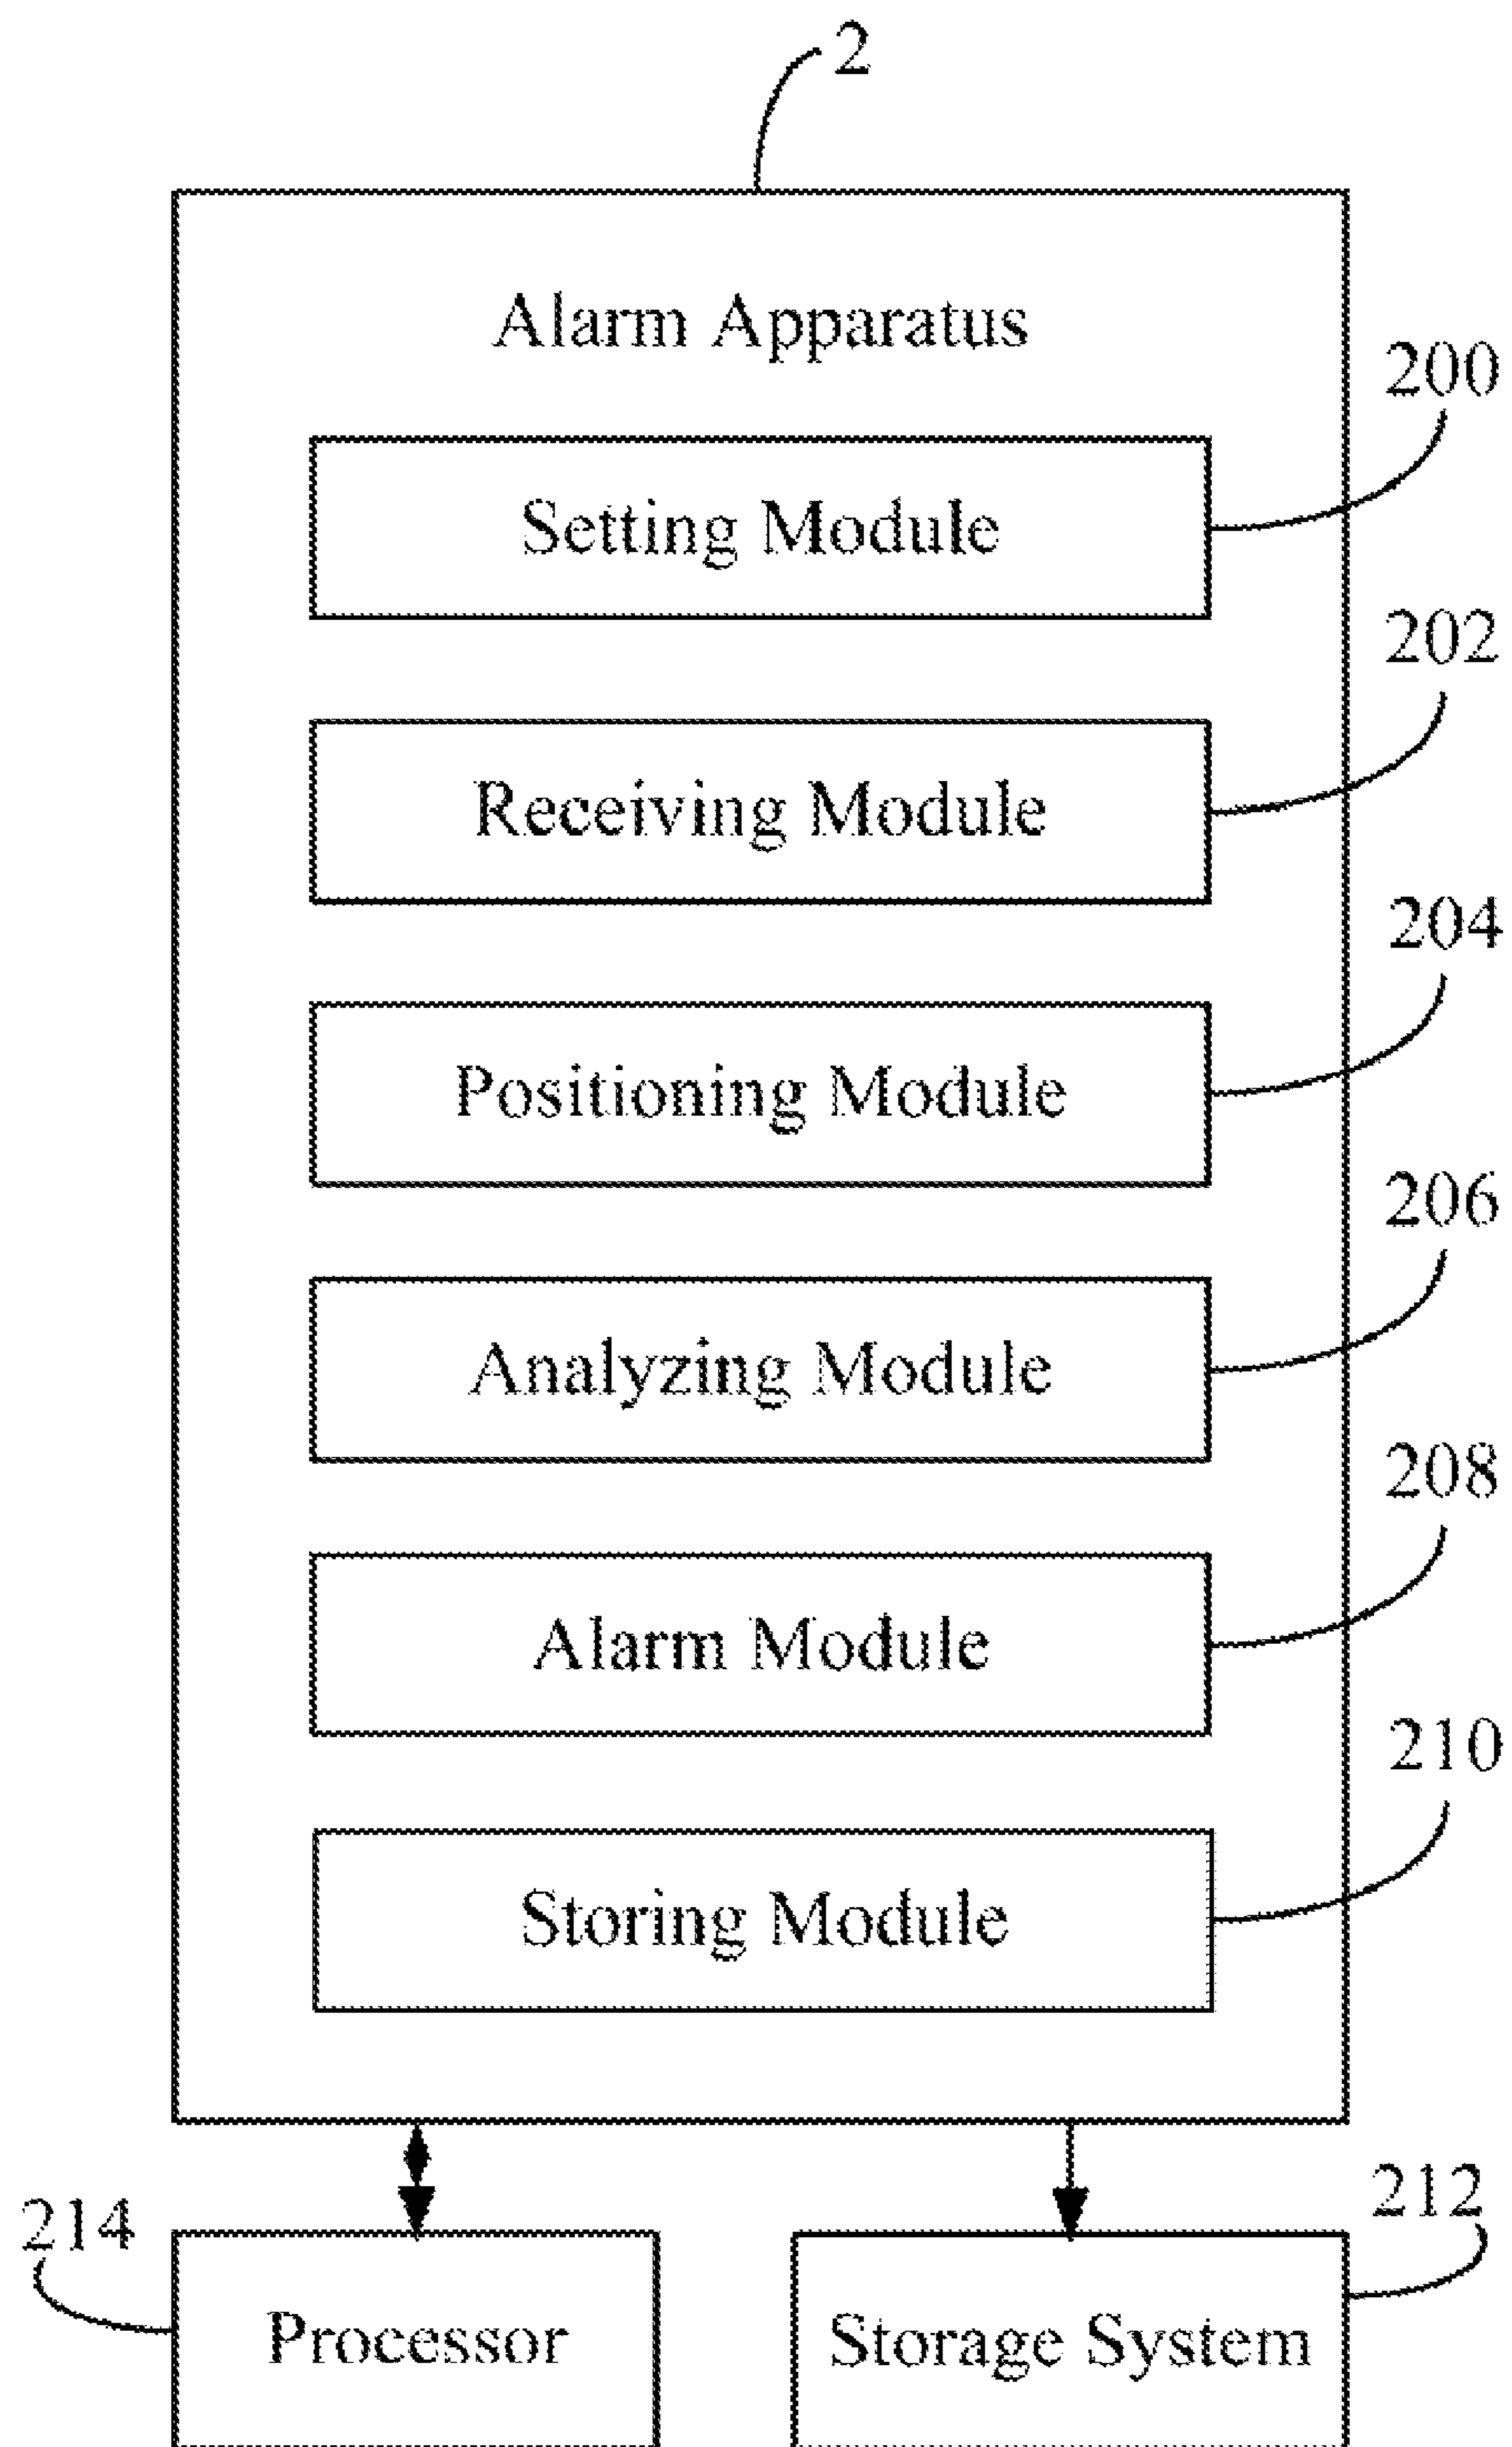 2
Alarm Apparatus
200
Setting Module
202
Receiving Module
204
Positioning Module
206
Analyzing Module
208
Alarm Module
210
Storing Module
214
212
Processor
Storage System